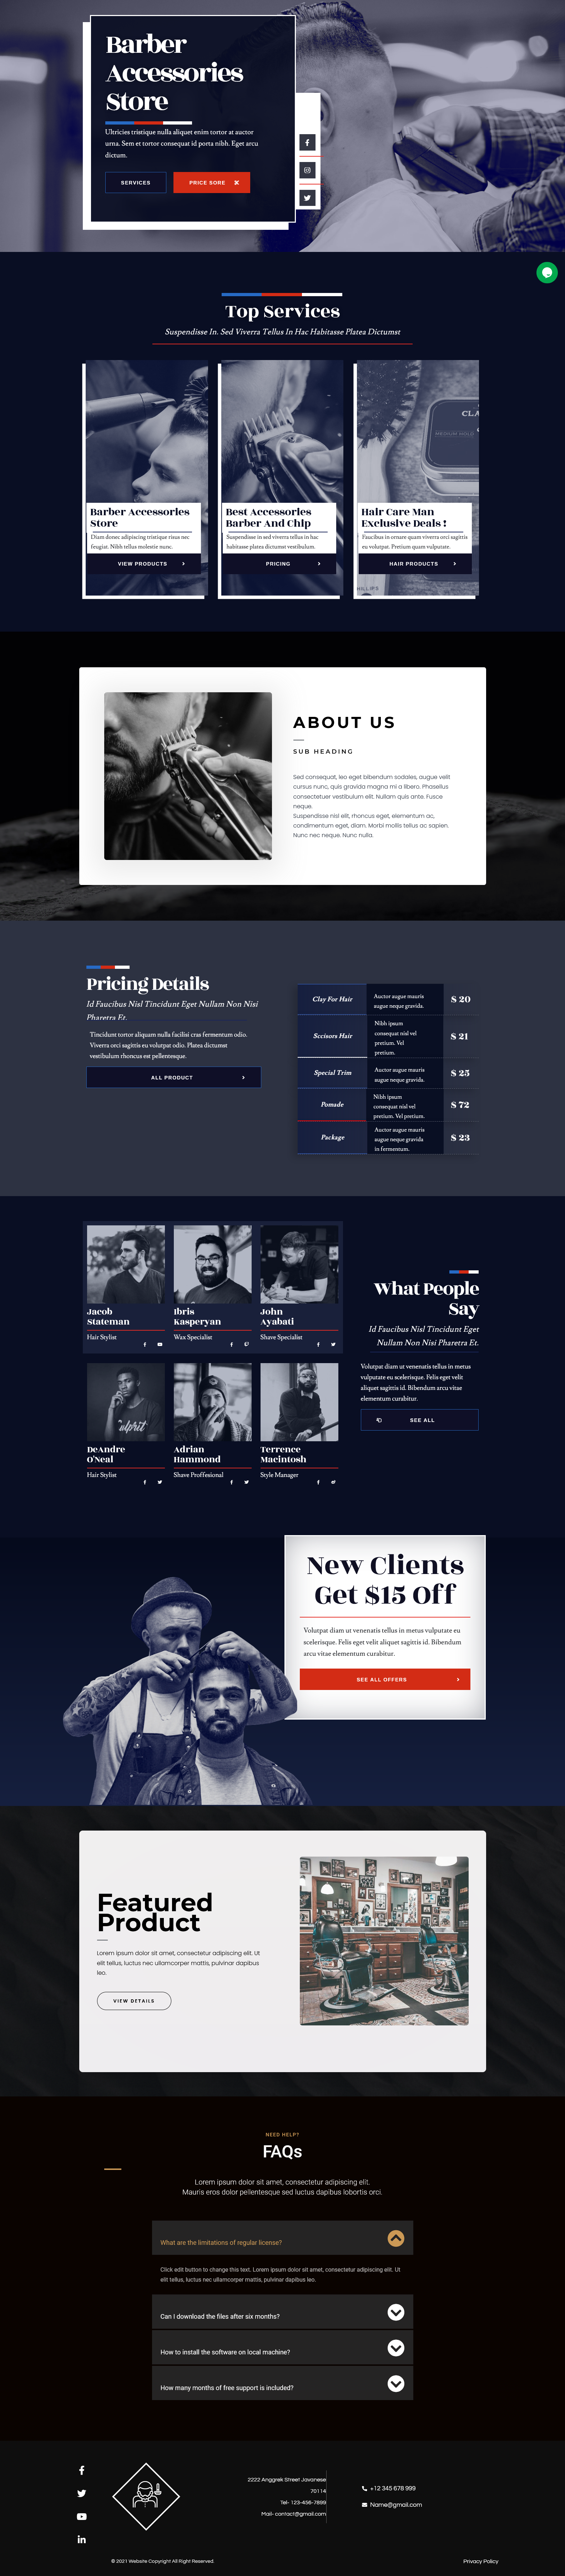 Barber
Accessories
Store
Ultricies tristique nulla aliquet enim tortor at auctor
urna. Sem et tortor consequat id porta nibh. Eget arcu
dictum.
SERVICES
PRICE SORE
Top Services
Suspendisse In. Sed Viverra Tellus In Hac Habitasse Platea Dictumst
CLA
MEDIUM HOLD
Barber Accessories
Store
Diam donec adipiscing tristique risus nec
feugiat. Nibh tellus molestie nunc.
VIEW PRODUCTS
Best Accessories
Barber And Chip
Suspendisse in sed viverra tellus in hac
habitasse platea dictumst vestibulum.
PRICING
Hair Care Man
Exclusive Deals !
Faucibus in ornare quam viverra orci sagittis
eu volutpat. Pretium quam vulputate.
HAIR PRODUCTS
HILLIPS
ABOUT US
SUB HEADING
Sed consequat, leo eget bibendum sodales, augue velit
cursus nunc, quis gravida magna mi a libero. Phasellus
consectetuer vestibulum elit. Nullam quis ante. Fusce
neque.
Suspendisse nisl elit, rhoncus eget, elementum ac,
condimentum eget, diam. Morbi mollis tellus ac sapien.
Nunc nec neque. Nunc nulla.
Pricing Details
Id Faucibus Nisl Tincidunt Eget Nullam Non Nisi
Pharetra Et.
Tincidunt tortor aliquam nulla facilisi cras fermentum odio.
Viverra orci sagittis eu volutpat odio. Platea dictumst
vestibulum rhoncus est pellentesque.
ALL PRODUCT
Clay For Hair
Auctor augue mauris
augue neque gravida.
$ 20
Sccisors Hair
Nibh ipsum
consequat nisl vel
pretium. Vel
pretium.
$ 21
Special Trim
Auctor augue mauris
augue neque gravida.
$ 25
Pomade
Nibh ipsum
consequat nisl vel
pretium. Vel pretium.
$ 72
Package
Auctor augue mauris
augue neque gravida
in fermentum.
$ 23
Jacob
Stateman
Hair Stylist
Ibris
Kasperyan
Wax Specialist
John
Ayabati
Shave Specialist
DeAndre
O'Neal
Hair Stylist
Adrian
Hammond
Shave Proffesional
Terrence
Macintosh
Style Manager
What People
Say
Id Faucibus Nisl Tincidunt Eget
Nullam Non Nisi Pharetra Et.
Volutpat diam ut venenatis tellus in metus
vulputate eu scelerisque. Felis eget velit
aliquet sagittis id. Bibendum arcu vitae
elementum curabitur.
SEE ALL
New Clients
Get $15 Off
Volutpat diam ut venenatis tellus in metus vulputate eu
scelerisque. Felis eget velit aliquet sagittis id. Bibendum
arcu vitae elementum curabitur.
SEE ALL OFFERS
Featured
Product
Lorem ipsum dolor sit amet, consectetur adipiscing elit. Ut
elit tellus, luctus nec ullamcorper mattis, pulvinar dapibus
leo.
VIEW DETAILS
NEED HELP?
FAQs
Lorem ipsum dolor sit amet, consectetur adipiscing elit.
Mauris eros dolor pellentesque sed luctus dapibus lobortis orci.
What are the limitations of regular license?
Click edit button to change this text. Lorem ipsum dolor sit amet, consectetur adipiscing elit. Ut
elit tellus, luctus nec ullamcorper mattis, pulvinar dapibus leo.
Can I download the files after six months?
How to install the software on local machine?
How many months of free support is included?
2222 Anggrek Street Javanese
70114
Tel- 123-456-7899
Mail- contact@gmail.com
+12 345 678 999
Name@gmail.com
© 2021 Website Copyright All Right Reserved
Privacy Policy